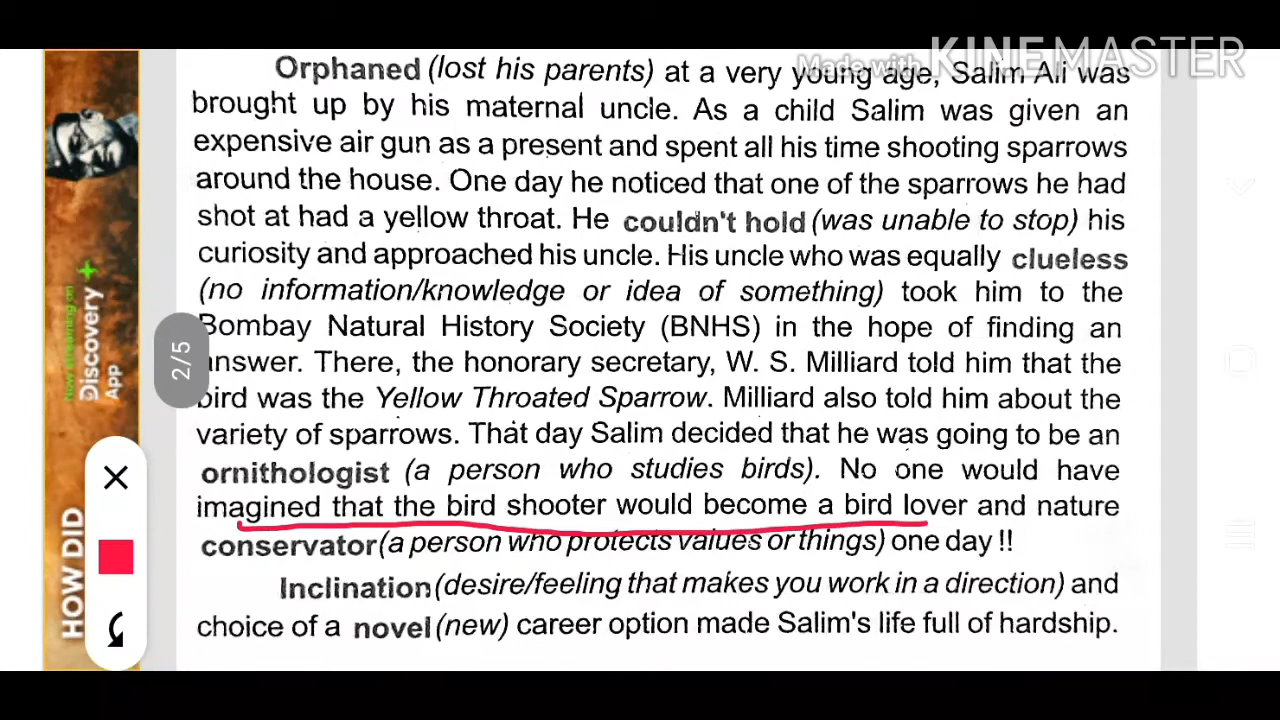 Made with KINEMASTER
Orphaned (lost his parents) at a very young age, Salim Ali was
brought up by his maternal uncle. As a child Salim was given an
expensive air gun as a present and spent all his time shooting sparrows
around the house. One day he noticed that one of the sparrows he had
shot at had a yellow throat. He couldn't hold (was unable to stop) his
curiosity and approached his uncle. His uncle who was equally clueless
(no information/knowledge or idea of something) took him to the
Bombay Natural History Society (BNHS) in the hope of finding an
answer. There, the honorary secretary, W. S. Milliard told him that the
bird was the Yellow Throated Sparrow. Milliard also told him about the
variety of sparrows. That day Salim decided that he was going to be an
ornithologist (a person who studies birds). No one would have
imagined that the bird shooter would become a bird lover and nature
conservator (a person who protects values or things) one day !!
Inclination (desire/feeling that makes you work in a direction) and
choice of a novel (new) career option made Salim's life full of hardship.
2/5
Now streaming on
Discovery +
App
HOW DID